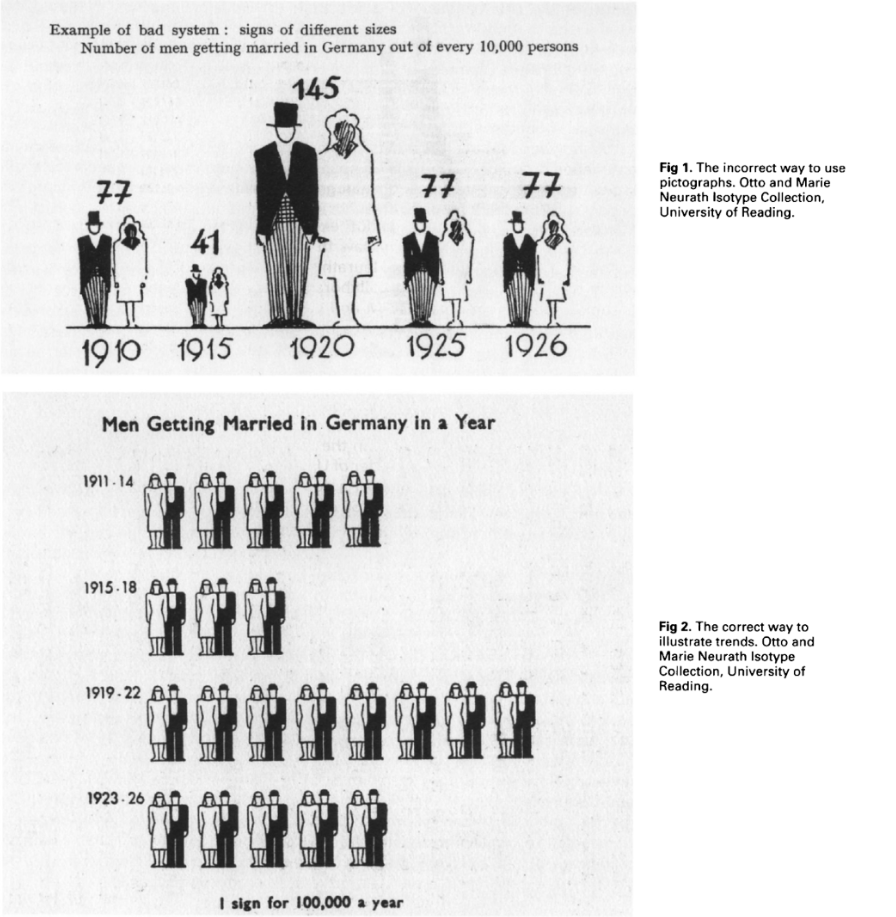 Example of bad system : signs of different sizes
Number of men getting married in Germany out of every 10,000 persons
145
77
41
77
77
1910
1915
1920
1925
1926
Fig 1. The incorrect way to use
pictographs. Otto and Marie
Neurath Isotype Collection,
University of Reading.
Men Getting Married in Germany in a Year
1911-14
1915-18
1919-22
1923-26
1 sign for 100,000 a year
Fig 2. The correct way to
illustrate trends. Otto and
Marie Neurath Isotype
Collection, University of
Reading.